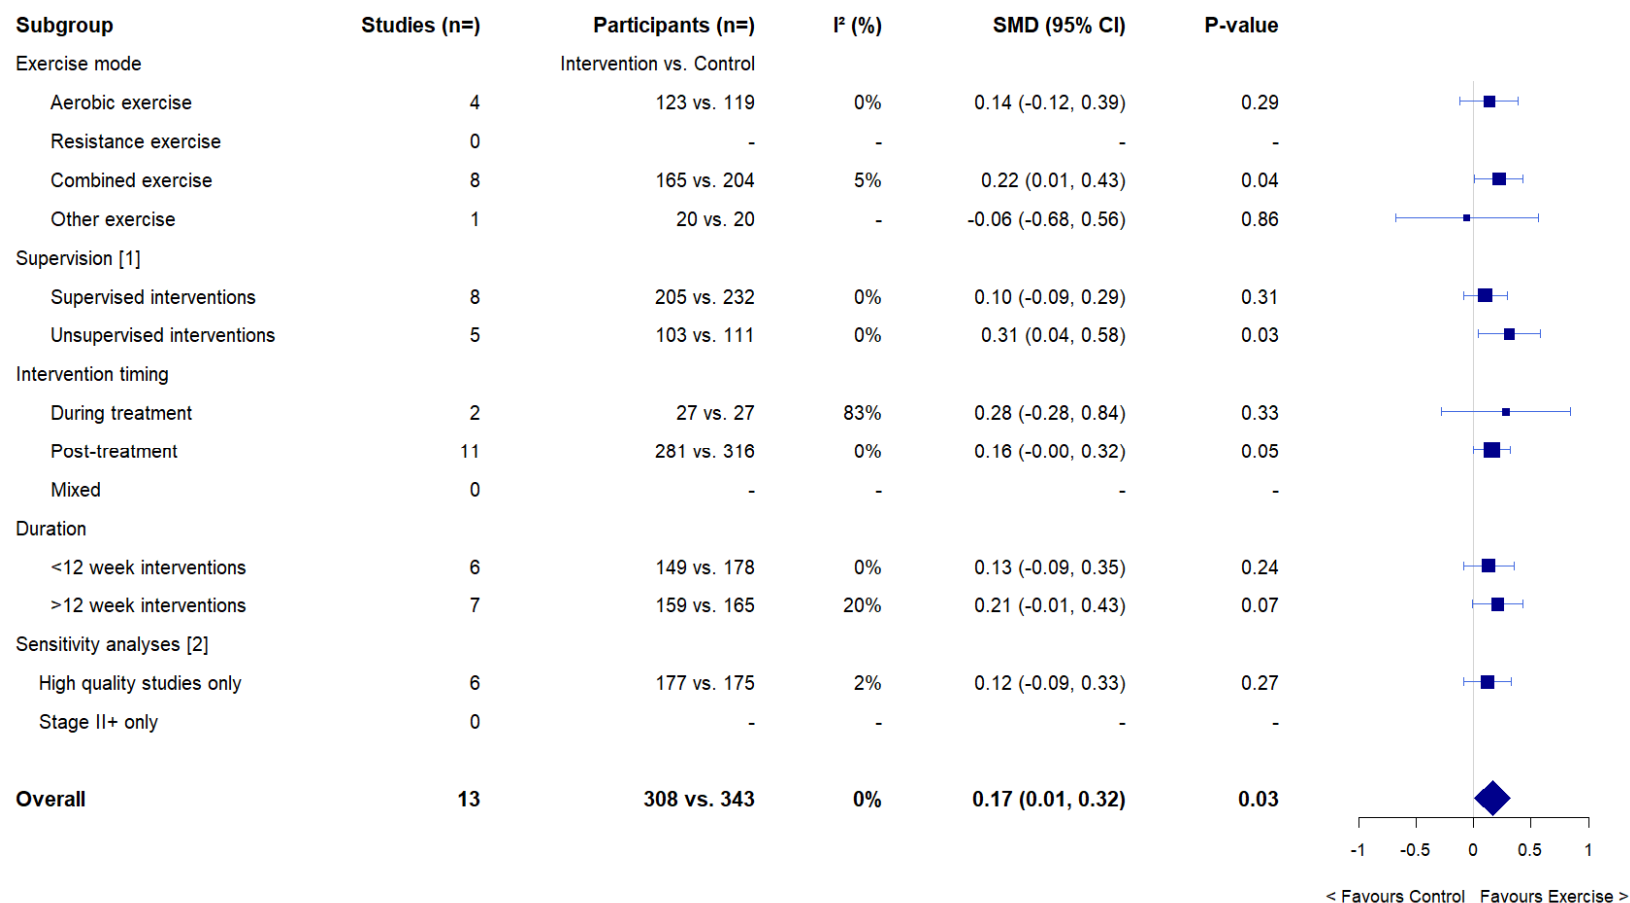 Subgroup Studies (n=) Participants (n=) I² (%) SMD (95% CI) P-value
Exercise mode Intervention vs. Control
Aerobic exercise 4 123 vs. 119 0% 0.14 (-0.12, 0.39) 0.29
Resistance exercise 0 - - - -
Combined exercise 8 165 vs. 204 5% 0.22 (0.01, 0.43) 0.04
Other exercise 1 20 vs. 20 - -0.06 (-0.68, 0.56) 0.86
Supervision [1]
Supervised interventions 8 205 vs. 232 0% 0.10 (-0.09, 0.29) 0.31
Unsupervised interventions 5 103 vs. 111 0% 0.31 (0.04, 0.58) 0.03
Intervention timing
During treatment 2 27 vs. 27 83% 0.28 (-0.28, 0.84) 0.33
Post-treatment 11 281 vs. 316 0% 0.16 (-0.00, 0.32) 0.05
Mixed 0 - - - -
Duration
<12 week interventions 6 149 vs. 178 0% 0.13 (-0.09, 0.35) 0.24
>12 week interventions 7 159 vs. 165 20% 0.21 (-0.01, 0.43) 0.07
Sensitivity analyses [2]
High quality studies only 6 177 vs. 175 2% 0.12 (-0.09, 0.33) 0.27
Stage II+ only 0 - - - -
Overall 13 308 vs. 343 0% 0.17 (0.01, 0.32) 0.03
-1 -0.5 0 0.5 1
< Favours Control Favours Exercise >